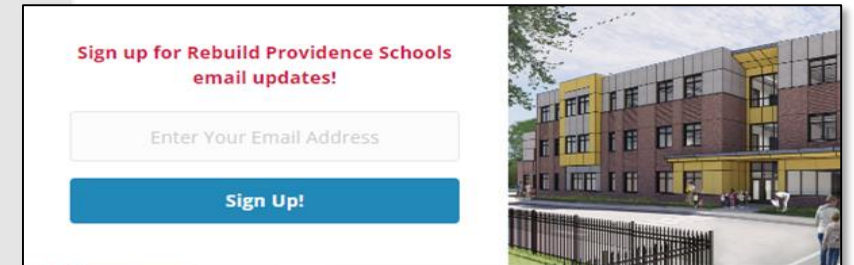 Sign up for Rebuild Providence Schools
email updates!
Enter Your Email Address
Sign Up!